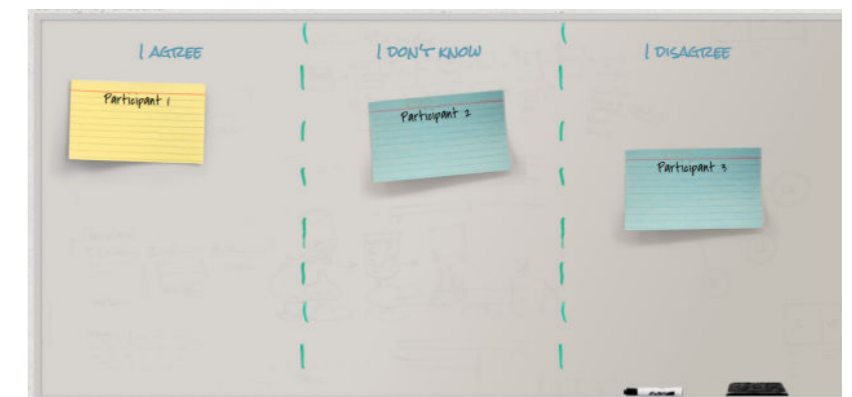 I AGREE
I DON'T KNOW
I DISAGREE
Participant 1
Participant 2
Participant 3